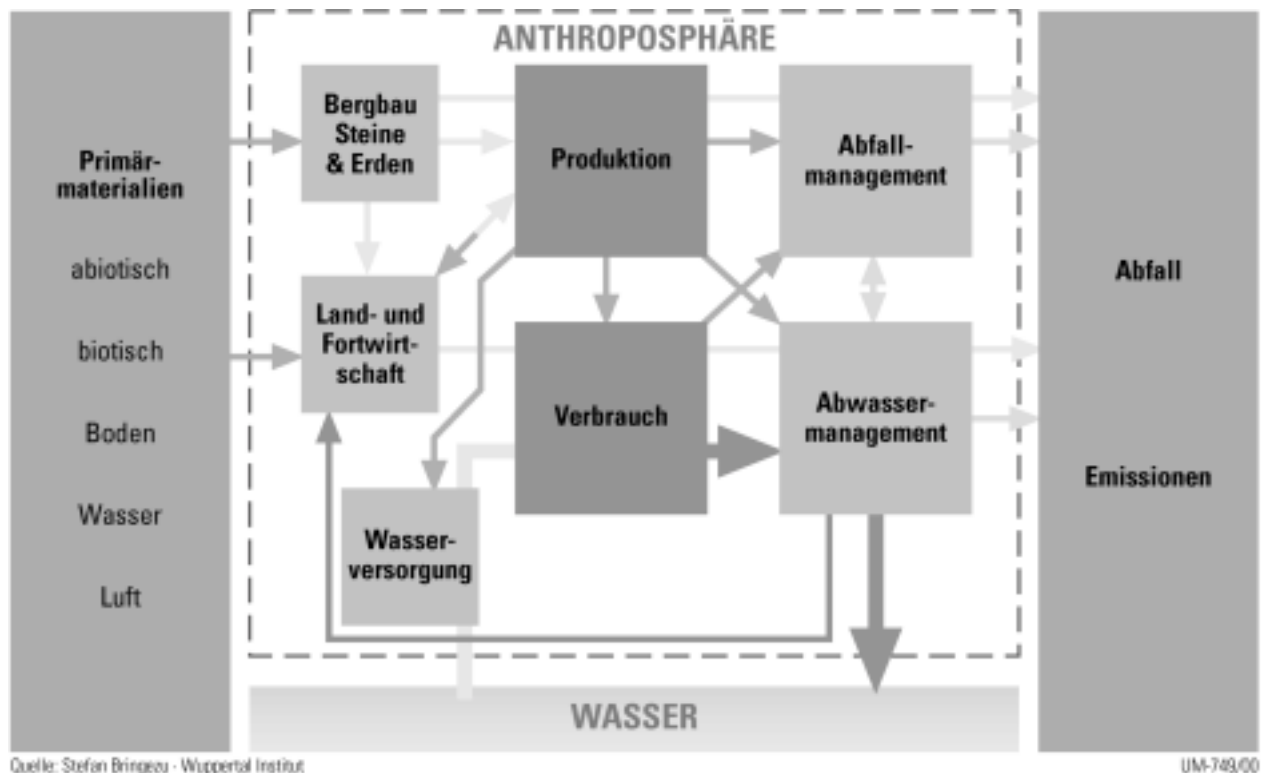 ANTHROPOSPHÄRE
Primär-
materialien
abiotisch
biotisch
Boden
Wasser
Luft
Bergbau
Steine
& Erden
Land- und
Fortwirt-
schaft
Wasser-
versorgung
Produktion
Verbrauch
Abfall-
management
Abwasser-
management
Abfall
Emissionen
WASSER
Quelle: Stefan Bringezu - Wuppertal Institut
UM-749/00